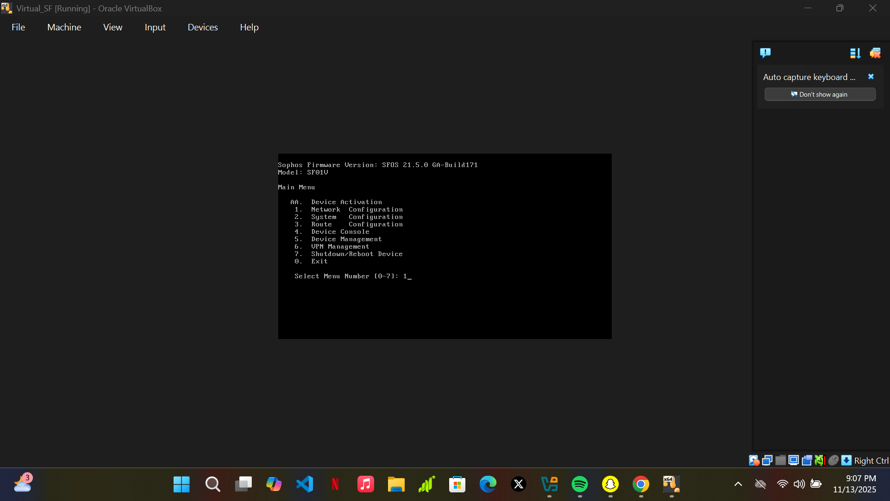 Virtual_SF [Running] - Oracle VirtualBox
File Machine View Input Devices Help
Auto capture keyboard ...
Don't show again
Sophos Firmware Version: SFOS 21.5.0 GA-Build171
Model: SF01V
Main Menu
AA. Device Activation
1. Network Configuration
2. System Configuration
3. Route Configuration
4. Device Console
5. Device Management
6. VPN Management
7. Shutdown/Reboot Device
0. Exit
Select Menu Number [0-7]: 1_
Right Ctrl
3
9:07 PM
11/13/2025